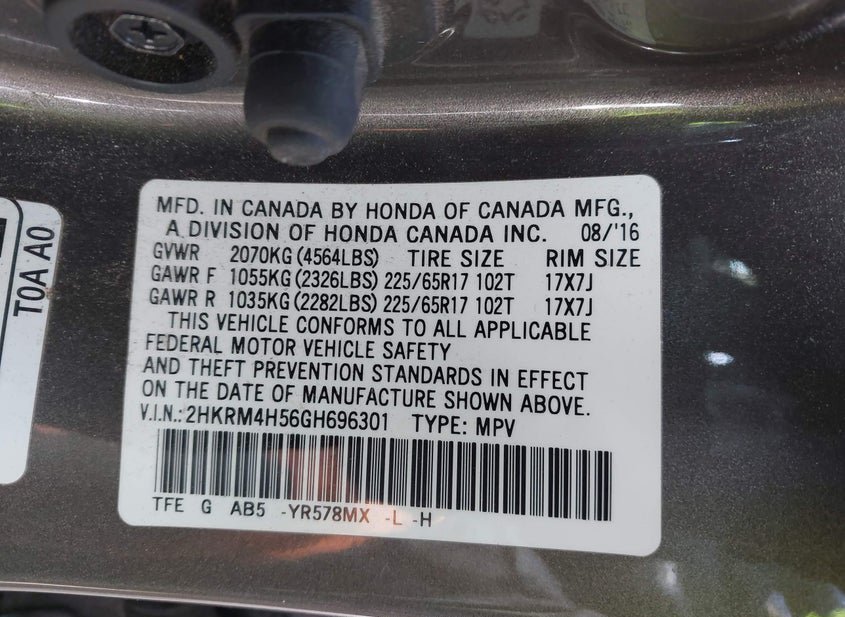 MFD. IN CANADA BY HONDA OF CANADA MFG.,
A DIVISION OF HONDA CANADA INC. 08/'16
GVWR 2070KG (4564LBS) TIRE SIZE RIM SIZE
GAWR F 1055KG (2326LBS) 225/65R17 102T 17X7J
GAWR R 1035KG (2282LBS) 225/65R17 102T 17X7J
THIS VEHICLE CONFORMS TO ALL APPLICABLE
FEDERAL MOTOR VEHICLE SAFETY
AND THEFT PREVENTION STANDARDS IN EFFECT
ON THE DATE OF MANUFACTURE SHOWN ABOVE.
V.I.N.: 2HKRM4H56GH696301 TYPE: MPV
TFE G AB5 -YR578MX -L -H
T0A A0